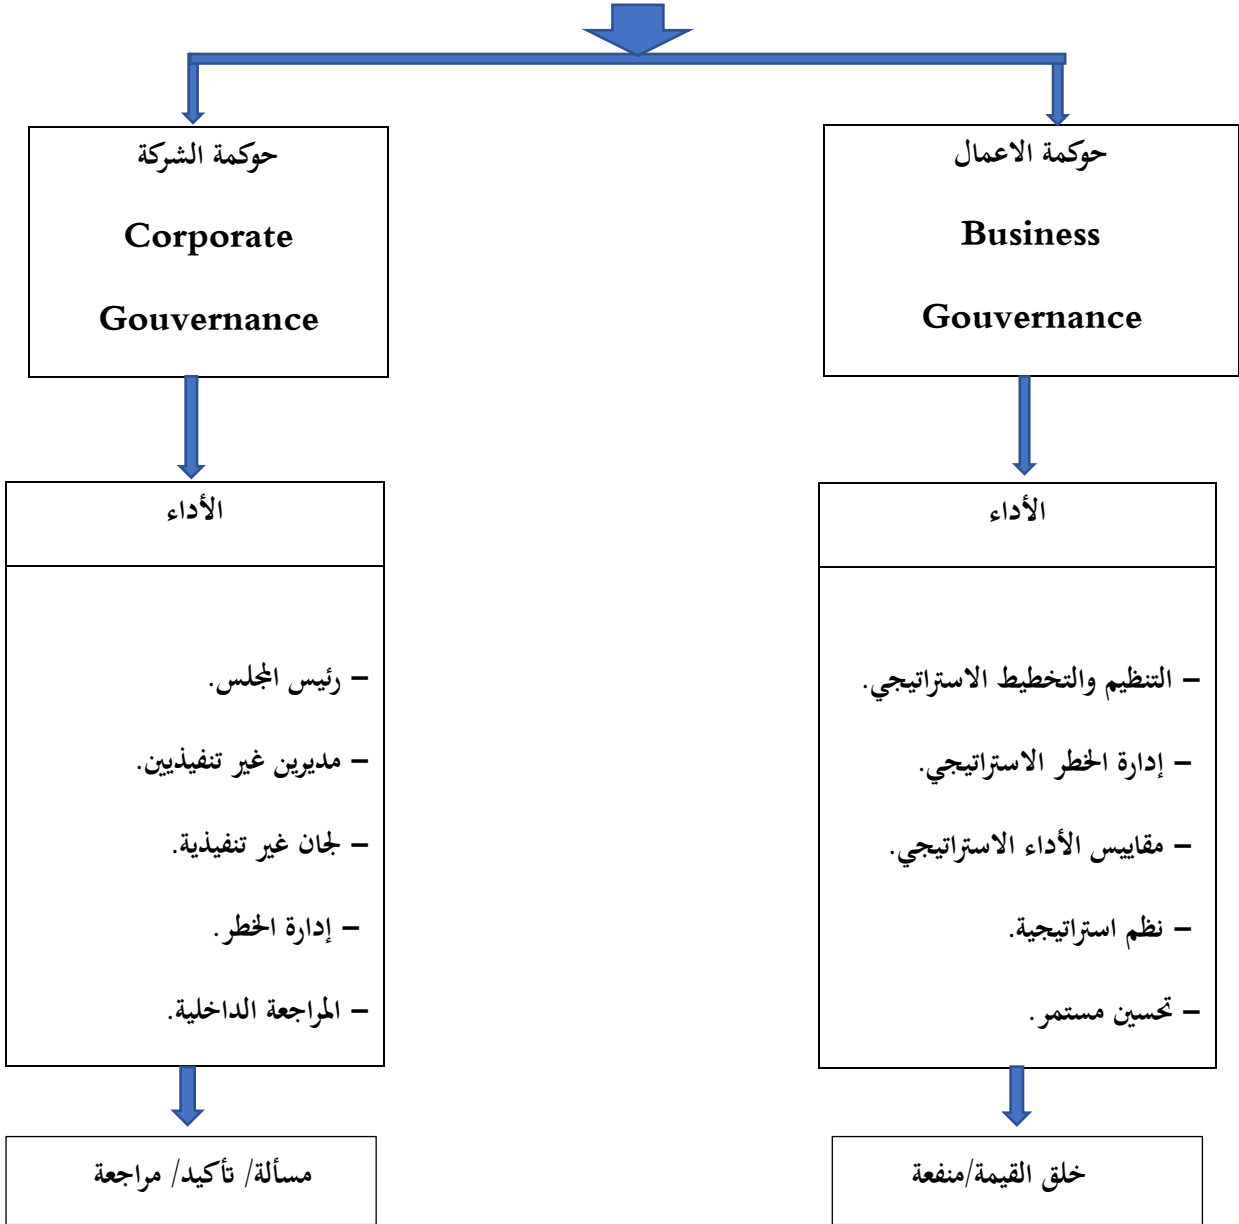 حوكمة الاعمال
Business
Gouvernance
الأداء
– التنظيم والتخطيط الاستراتيجي.
– إدارة الخطر الاستراتيجي.
– مقاييس الأداء الاستراتيجي.
– نظم استراتيجية.
– تحسين مستمر.
خلق القيمة/منفعة
حوكمة الشركة
Corporate
Gouvernance
الأداء
– رئيس المجلس.
– مديرين غير تنفيذيين.
– لجان غير تنفيذية.
– إدارة الخطر.
– المراجعة الداخلية.
مسألة/ تأكيد/ مراجعة